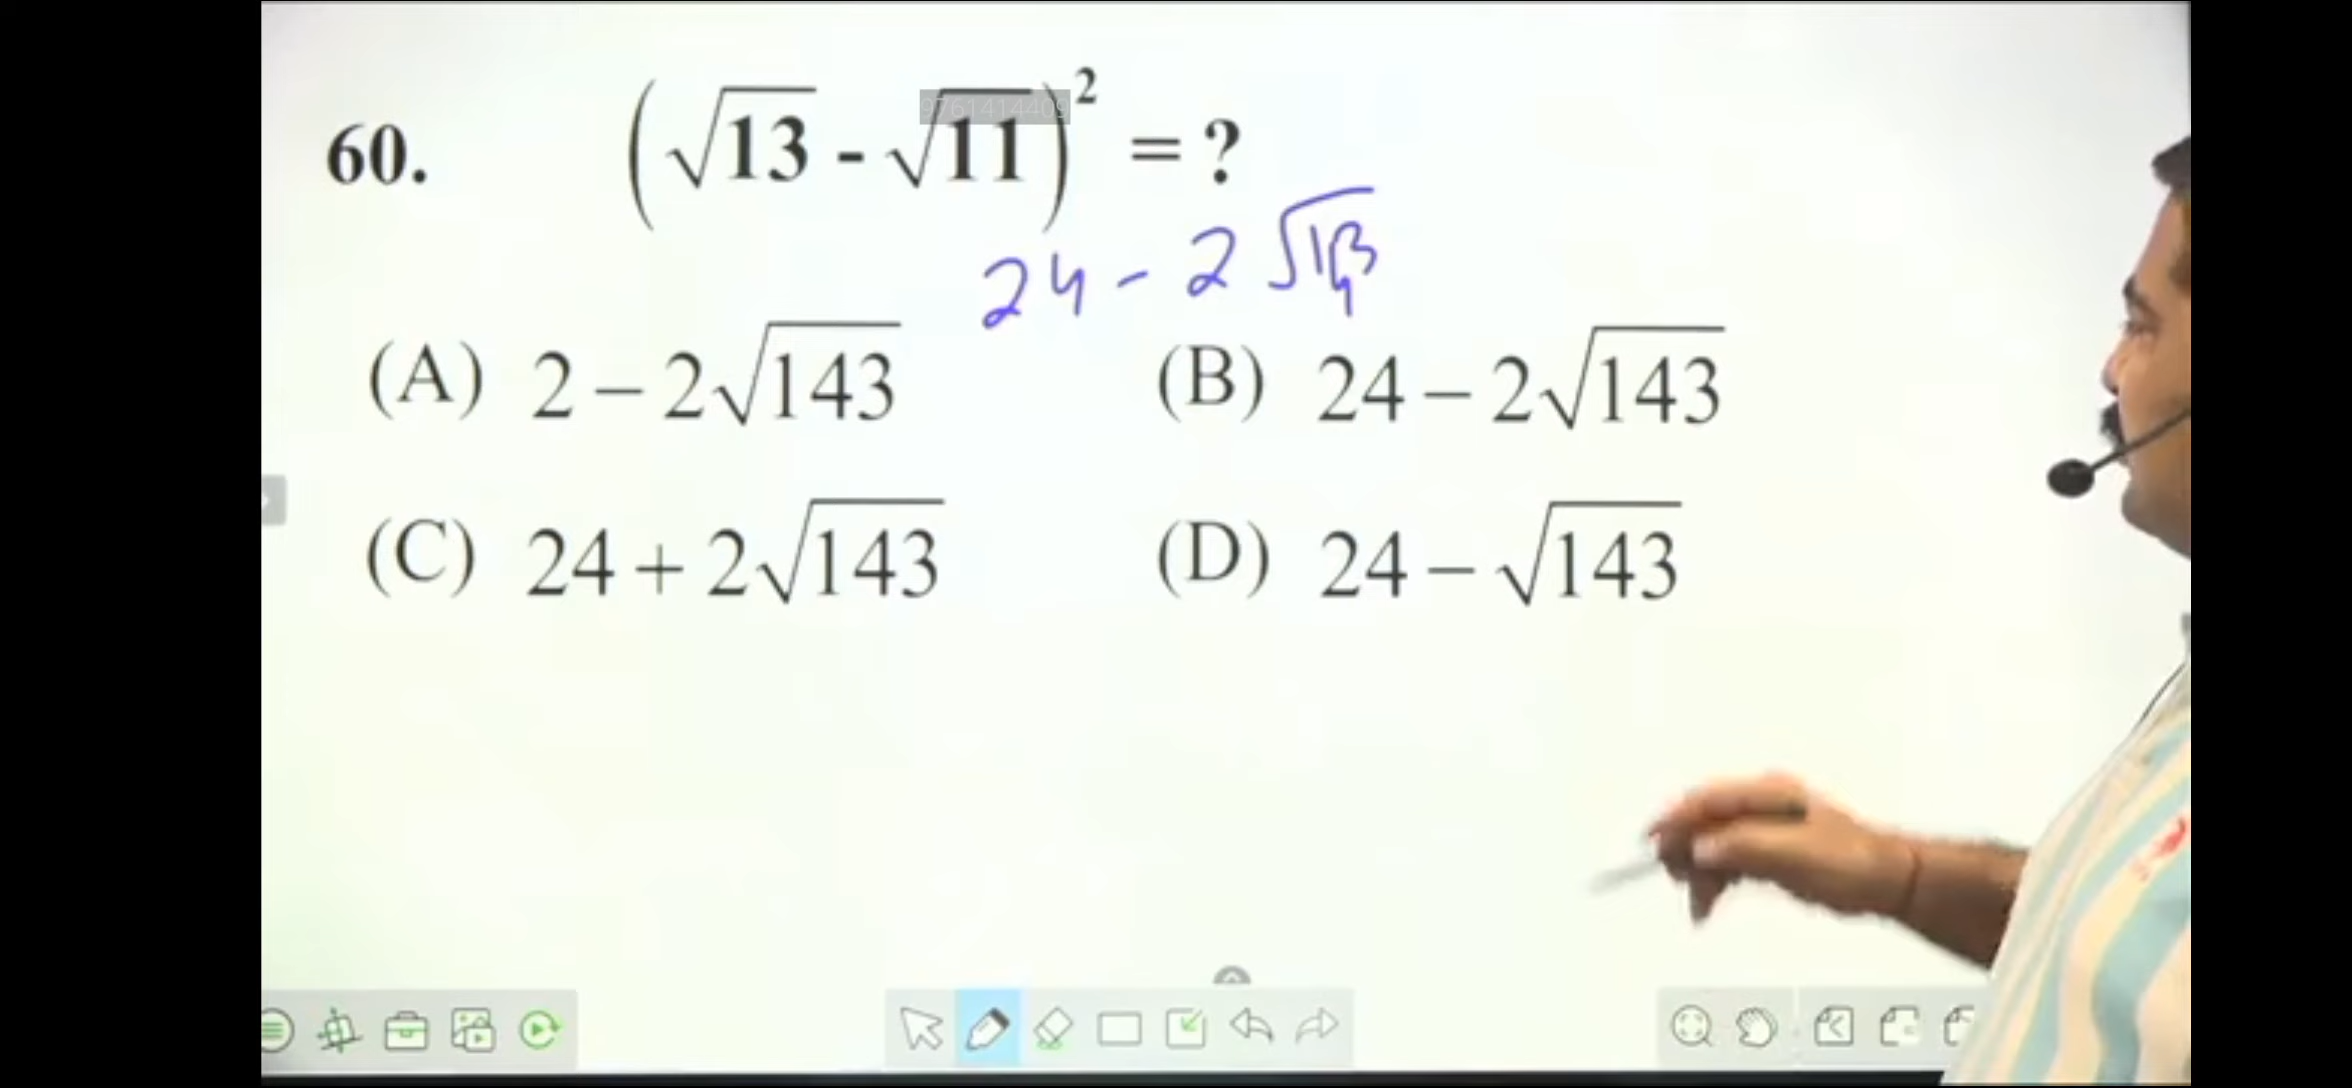 60. (√13 - √11)² = ?
24 - 2√143
(A) 2 – 2√143 (B) 24 – 2√143
(C) 24 + 2√143 (D) 24 – √143